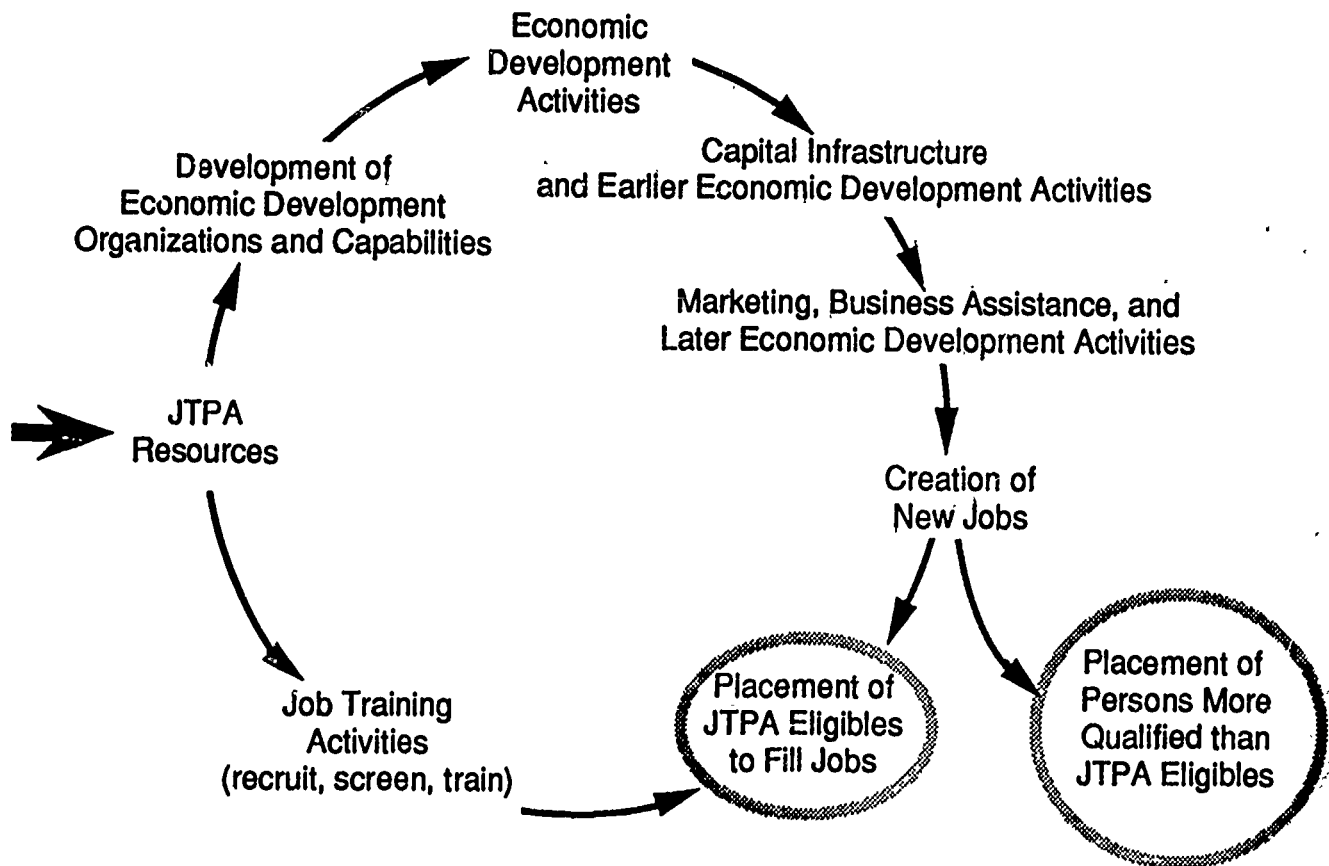 Economic
Development
Activities
Capital Infrastructure
and Earlier Economic Development Activities
Development of
Economic Development
Organizations and Capabilities
Marketing, Business Assistance, and
Later Economic Development Activities
JTPA
Resources
Creation of
New Jobs
Job Training
Activities
(recruit, screen, train)
Placement of
JTPA Eligibles
to Fill Jobs
Placement of
Persons More
Qualified than
JTPA Eligibles